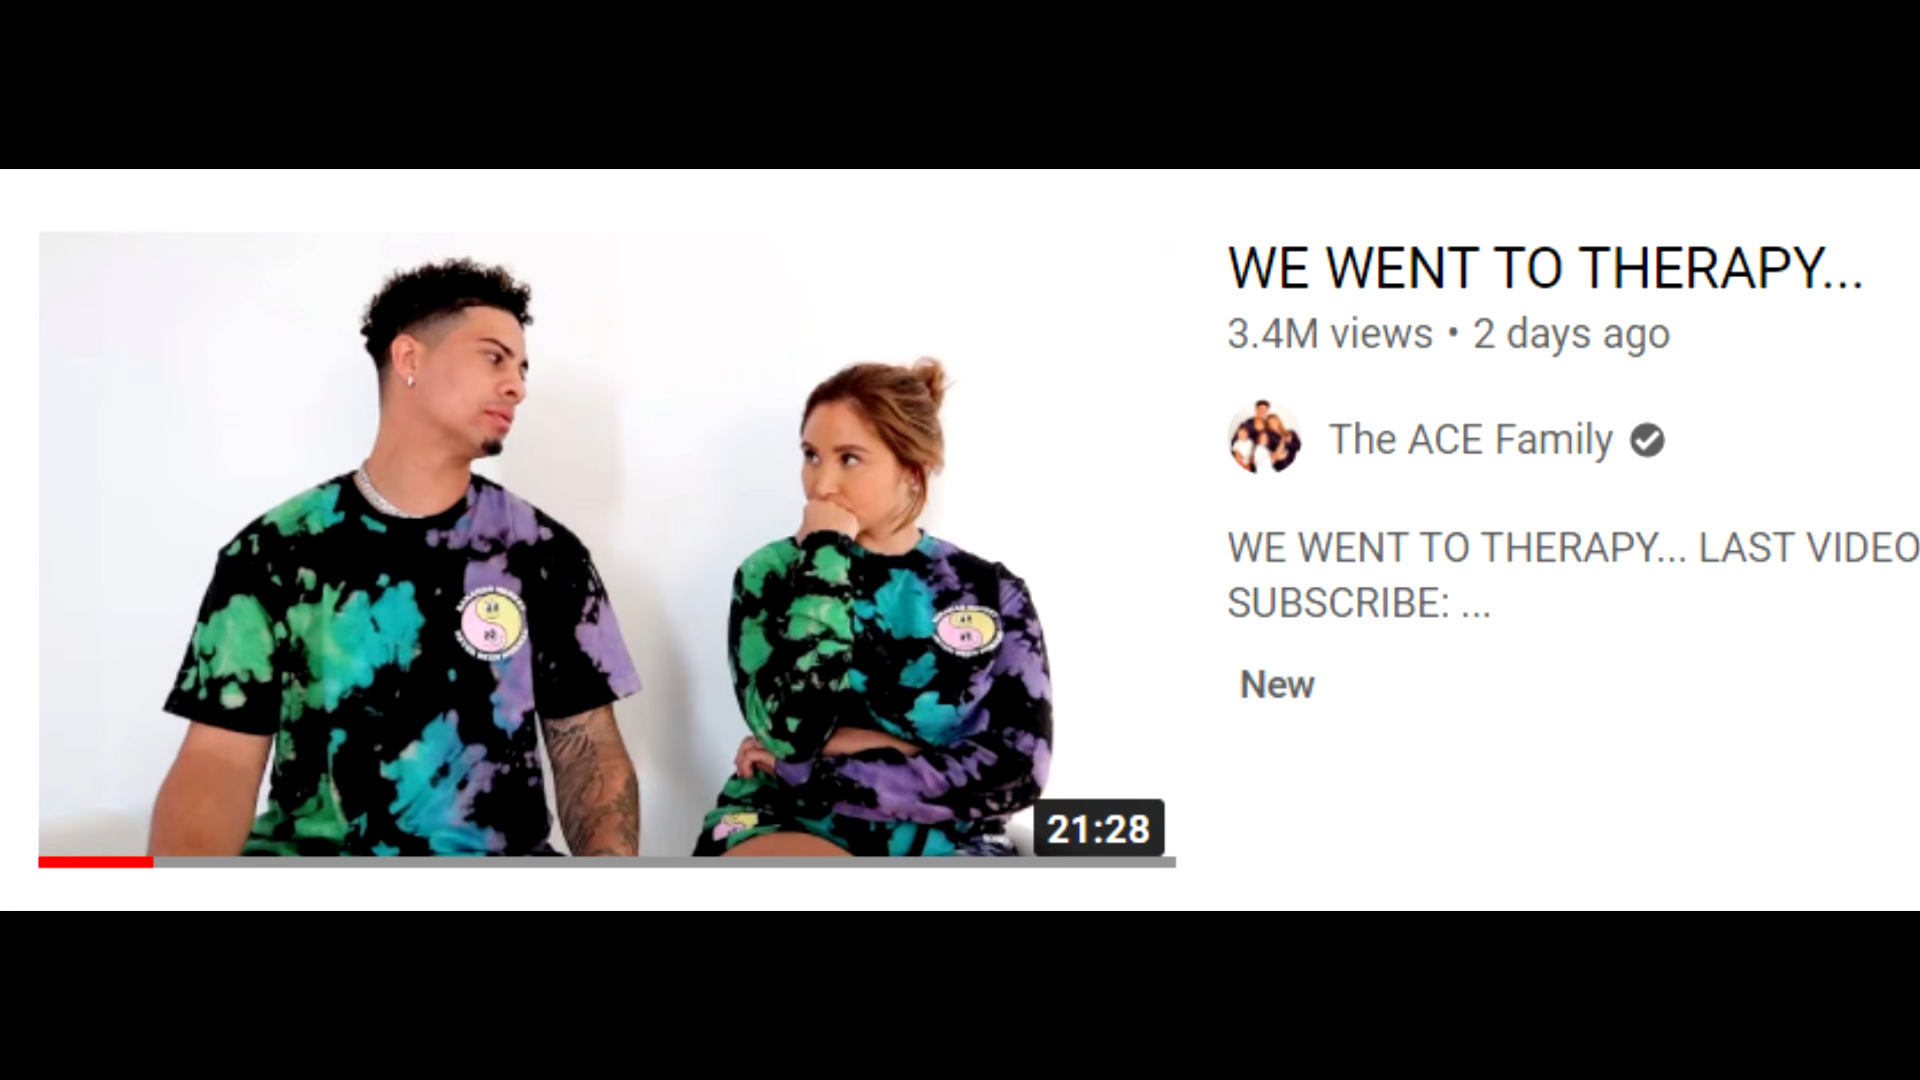 WE WENT TO THERAPY...
3.4M views • 2 days ago
The ACE Family
WE WENT TO THERAPY... LAST VIDEO
SUBSCRIBE: ...
New
21:28